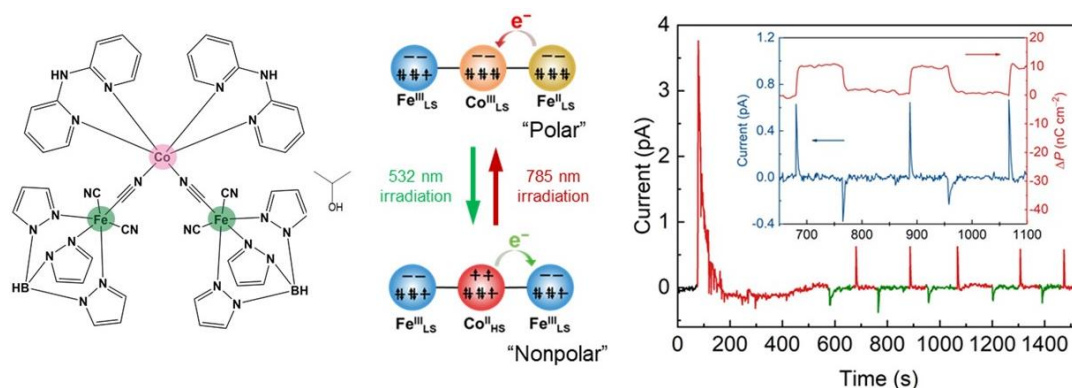 NH
N
N
N
N
HN
Co
N
N
NC
CN
CN
NC
Fe
Fe
N
N
N
N
N
N
N
N
N
N
N
N
HB
BH
OH
e⁻
Fe^III_LS
Co^III_LS
Fe^II_LS
"Polar"
532 nm
irradiation
785 nm
irradiation
e⁻
Fe^III_LS
Co^II_HS
Fe^III_LS
"Nonpolar"
Current (pA)
4
3
2
1
0
0 200 400 600 800 1000 1200 1400
Time (s)
Current (pA)
1.2
0.8
0.4
0.0
-0.4
700 800 900 1000 1100
20
10
0
-10
-20
-30
-40
ΔP (nC cm⁻²)